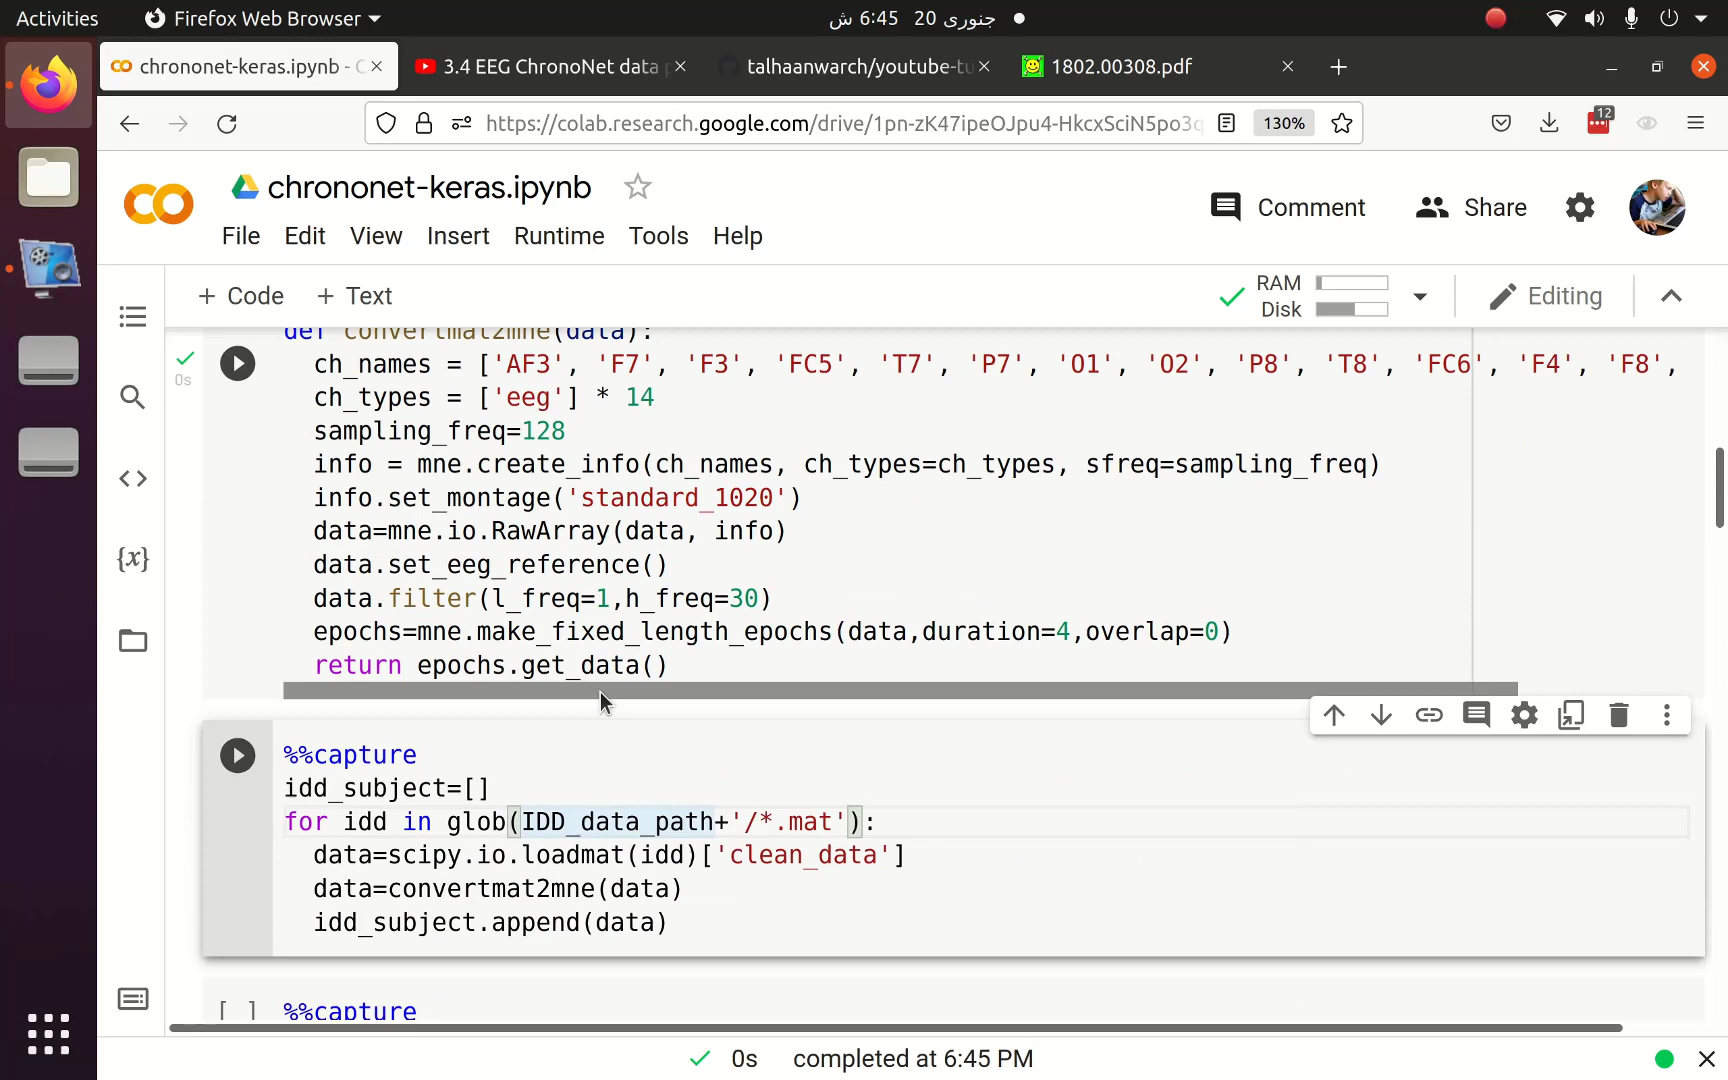 Activities
Firefox Web Browser
جنوری 20 6:45 ش
chrononet-keras.ipynb - C
3.4 EEG ChronoNet data
talhaanwarch/youtube-tu
1802.00308.pdf
https://colab.research.google.com/drive/1pn-zK47ipeOJpu4-HkcxSciN5po3q
130%
12
chrononet-keras.ipynb
File Edit View Insert Runtime Tools Help
Comment
Share
+ Code + Text
RAM
Disk
Editing
def convertmat2mne(data):
0s
ch_names = ['AF3', 'F7', 'F3', 'FC5', 'T7', 'P7', 'O1', 'O2', 'P8', 'T8', 'FC6', 'F4', 'F8',
ch_types = ['eeg'] * 14
sampling_freq=128
info = mne.create_info(ch_names, ch_types=ch_types, sfreq=sampling_freq)
info.set_montage('standard_1020')
data=mne.io.RawArray(data, info)
data.set_eeg_reference()
data.filter(l_freq=1,h_freq=30)
epochs=mne.make_fixed_length_epochs(data,duration=4,overlap=0)
return epochs.get_data()
%%capture
idd_subject=[]
for idd in glob(IDD_data_path+'/*.mat'):
data=scipy.io.loadmat(idd)['clean_data']
data=convertmat2mne(data)
idd_subject.append(data)
[ ] %%capture
0s completed at 6:45 PM